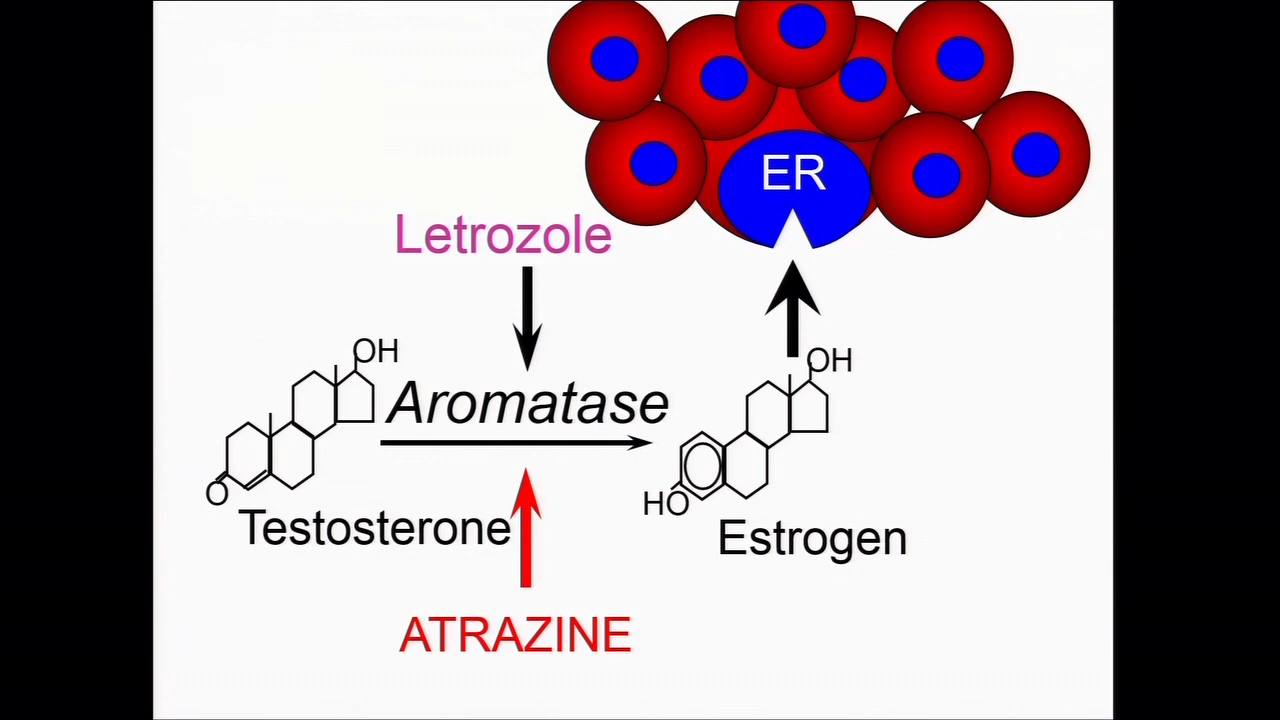 ER
Letrozole
OH
Aromatase
OH
O
HO
Testosterone
Estrogen
ATRAZINE